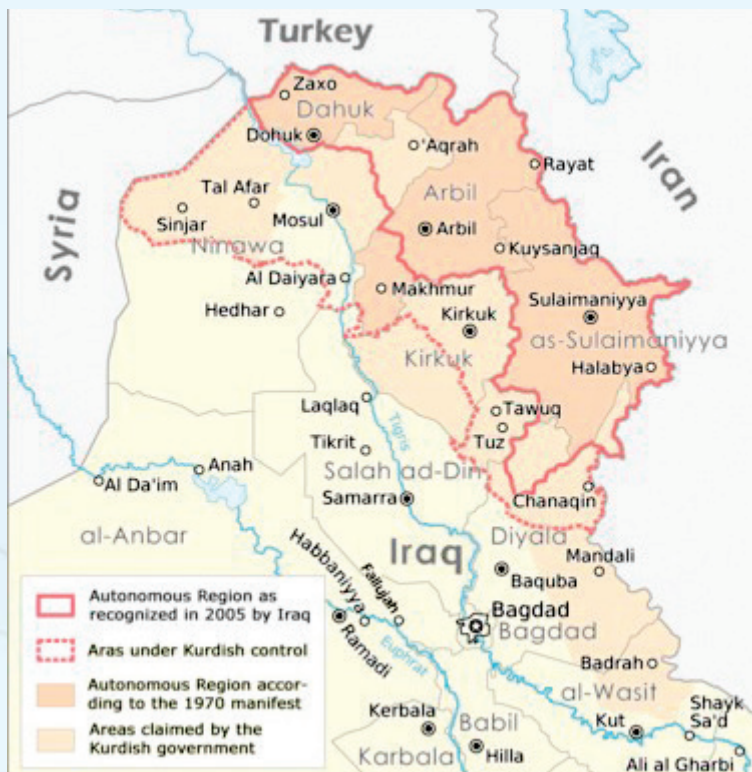 Turkey
Zaxo
Dahuk
Dohuk
'Aqrah
Rayat
Iran
Syria
Arbil
Tal Afar
Sinjar
Mosul
Arbil
Ninawa
Kuysanjaq
Al Daiyara
Makhmur
Hedhar
Kirkuk
Sulaimaniyya
as-Sulaimaniyya
Kirkuk
Halabya
Laqlaq
Tigris
Tawuq
Tuz
Tikrit
Salah ad-Din
Anah
Al Da'im
Samarra
Chanaqin
al-Anbar
Diyala
Iraq
Mandali
Habbaniyya
Fallujah
Baquba
Bagdad
Bagdad
Ramadi
Euphrat
Badrah
al-Wasit
Shayk
Sa'd
Kerbala
Babil
Kut
Karbala
Hilla
Ali al Gharbi
Autonomous Region as
recognized in 2005 by Iraq
Aras under Kurdish control
Autonomous Region accor-
ding to the 1970 manifest
Areas claimed by the
Kurdish government